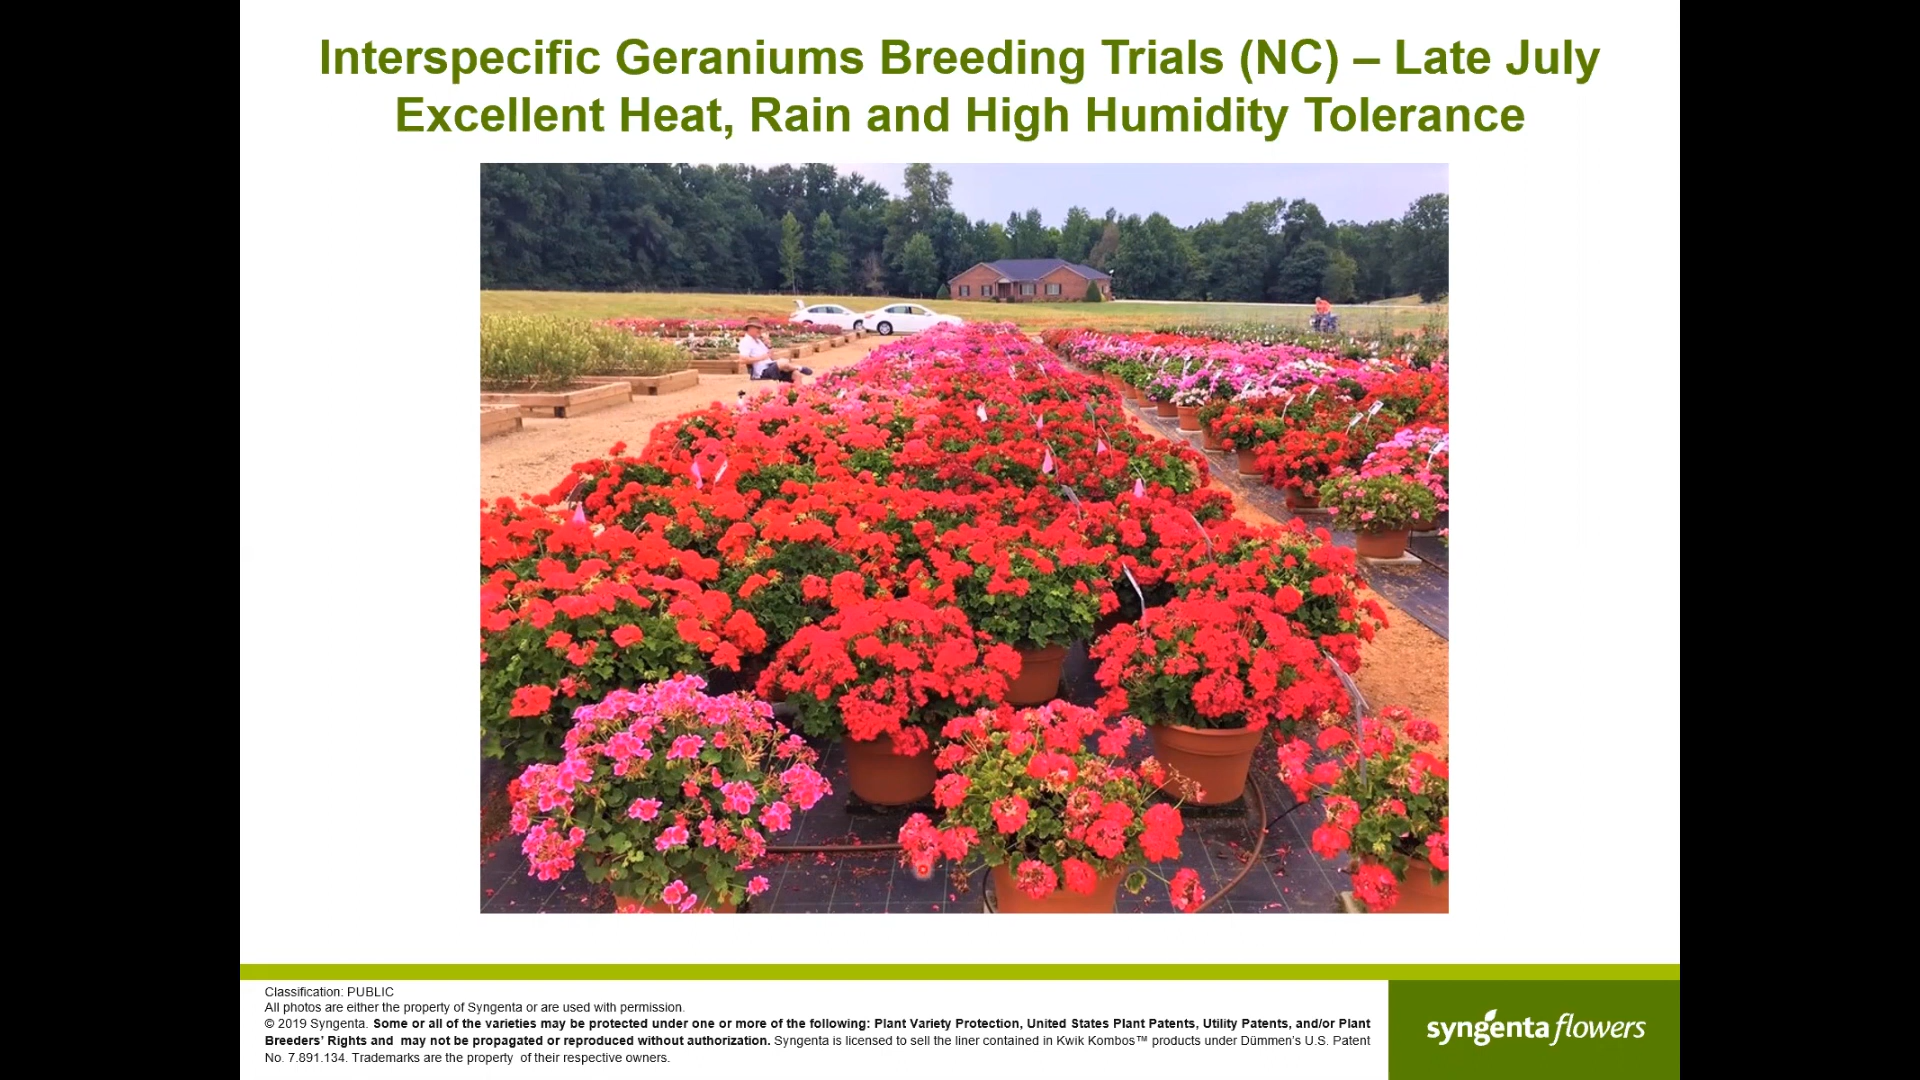 Interspecific Geraniums Breeding Trials (NC) – Late July
Excellent Heat, Rain and High Humidity Tolerance
Classification: PUBLIC
All photos are either the property of Syngenta or are used with permission.
© 2019 Syngenta. Some or all of the varieties may be protected under one or more of the following: Plant Variety Protection, United States Plant Patents, Utility Patents, and/or Plant
Breeders' Rights and may not be propagated or reproduced without authorization. Syngenta is licensed to sell the liner contained in Kwik Kombos™ products under Dümmen's U.S. Patent
No. 7.891.134. Trademarks are the property of their respective owners.
syngenta flowers